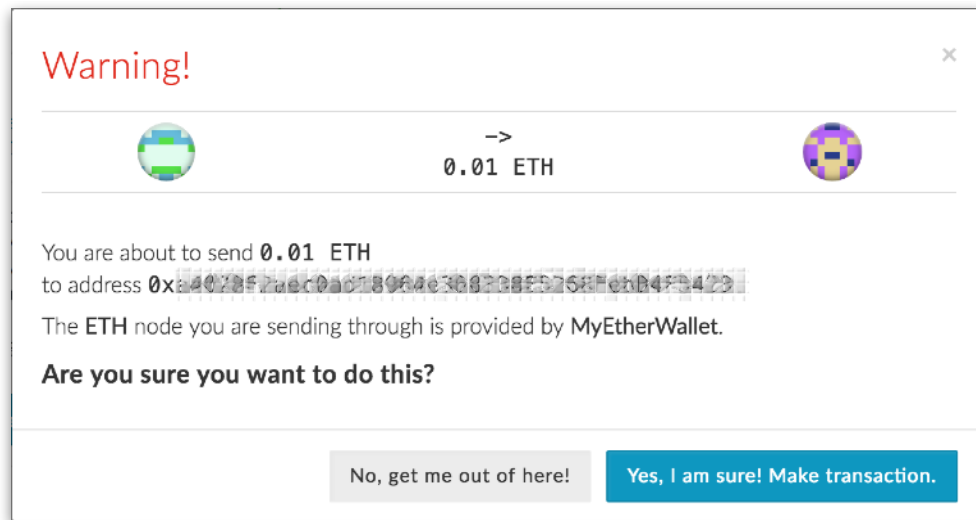 Warning!
×
->
0.01 ETH
You are about to send 0.01 ETH
to address
The ETH node you are sending through is provided by MyEtherWallet.
Are you sure you want to do this?
No, get me out of here!
Yes, I am sure! Make transaction.